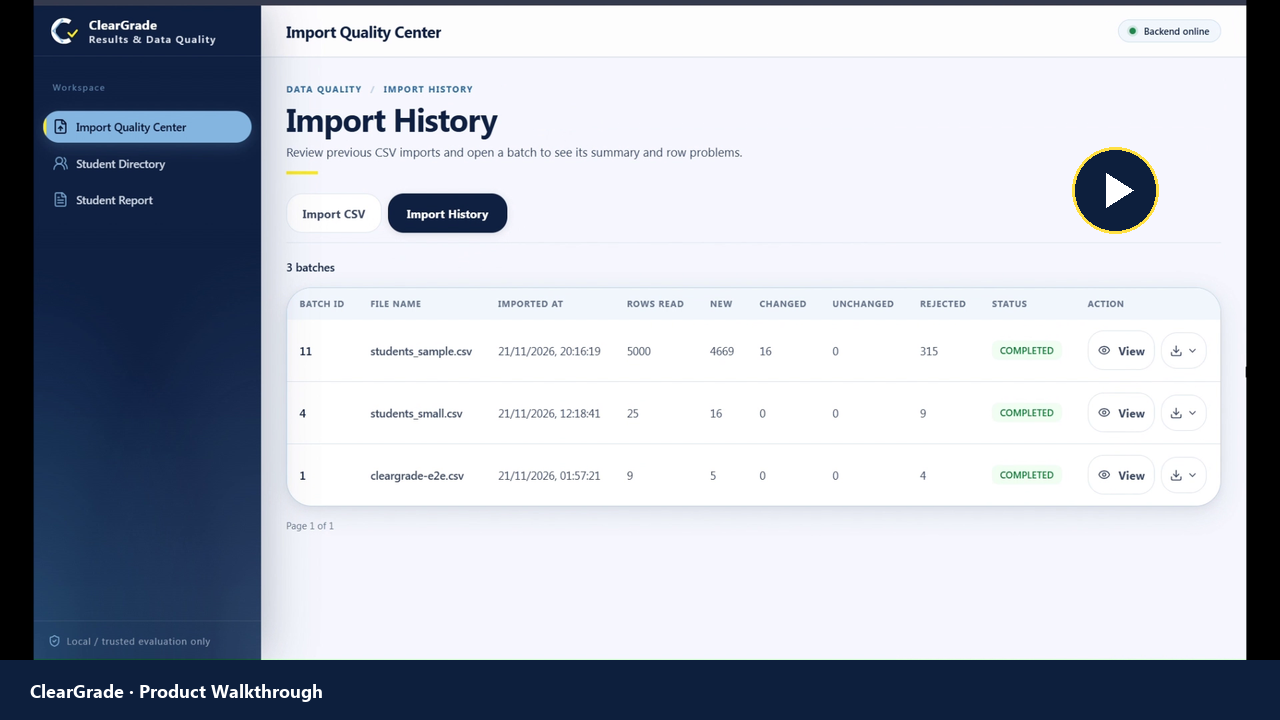 ClearGrade
Results & Data Quality
Workspace
Import Quality Center
Student Directory
Student Report
Local / trusted evaluation only
Import Quality Center
Backend online
DATA QUALITY / IMPORT HISTORY
Import History
Review previous CSV imports and open a batch to see its summary and row problems.
Import CSV
Import History
3 batches
BATCH ID FILE NAME IMPORTED AT ROWS READ NEW CHANGED UNCHANGED REJECTED STATUS ACTION
11 students_sample.csv 21/11/2026, 20:16:19 5000 4669 16 0 315 COMPLETED View
4 students_small.csv 21/11/2026, 12:18:41 25 16 0 0 9 COMPLETED View
1 cleargrade-e2e.csv 21/11/2026, 01:57:21 9 5 0 0 4 COMPLETED View
Page 1 of 1
ClearGrade · Product Walkthrough